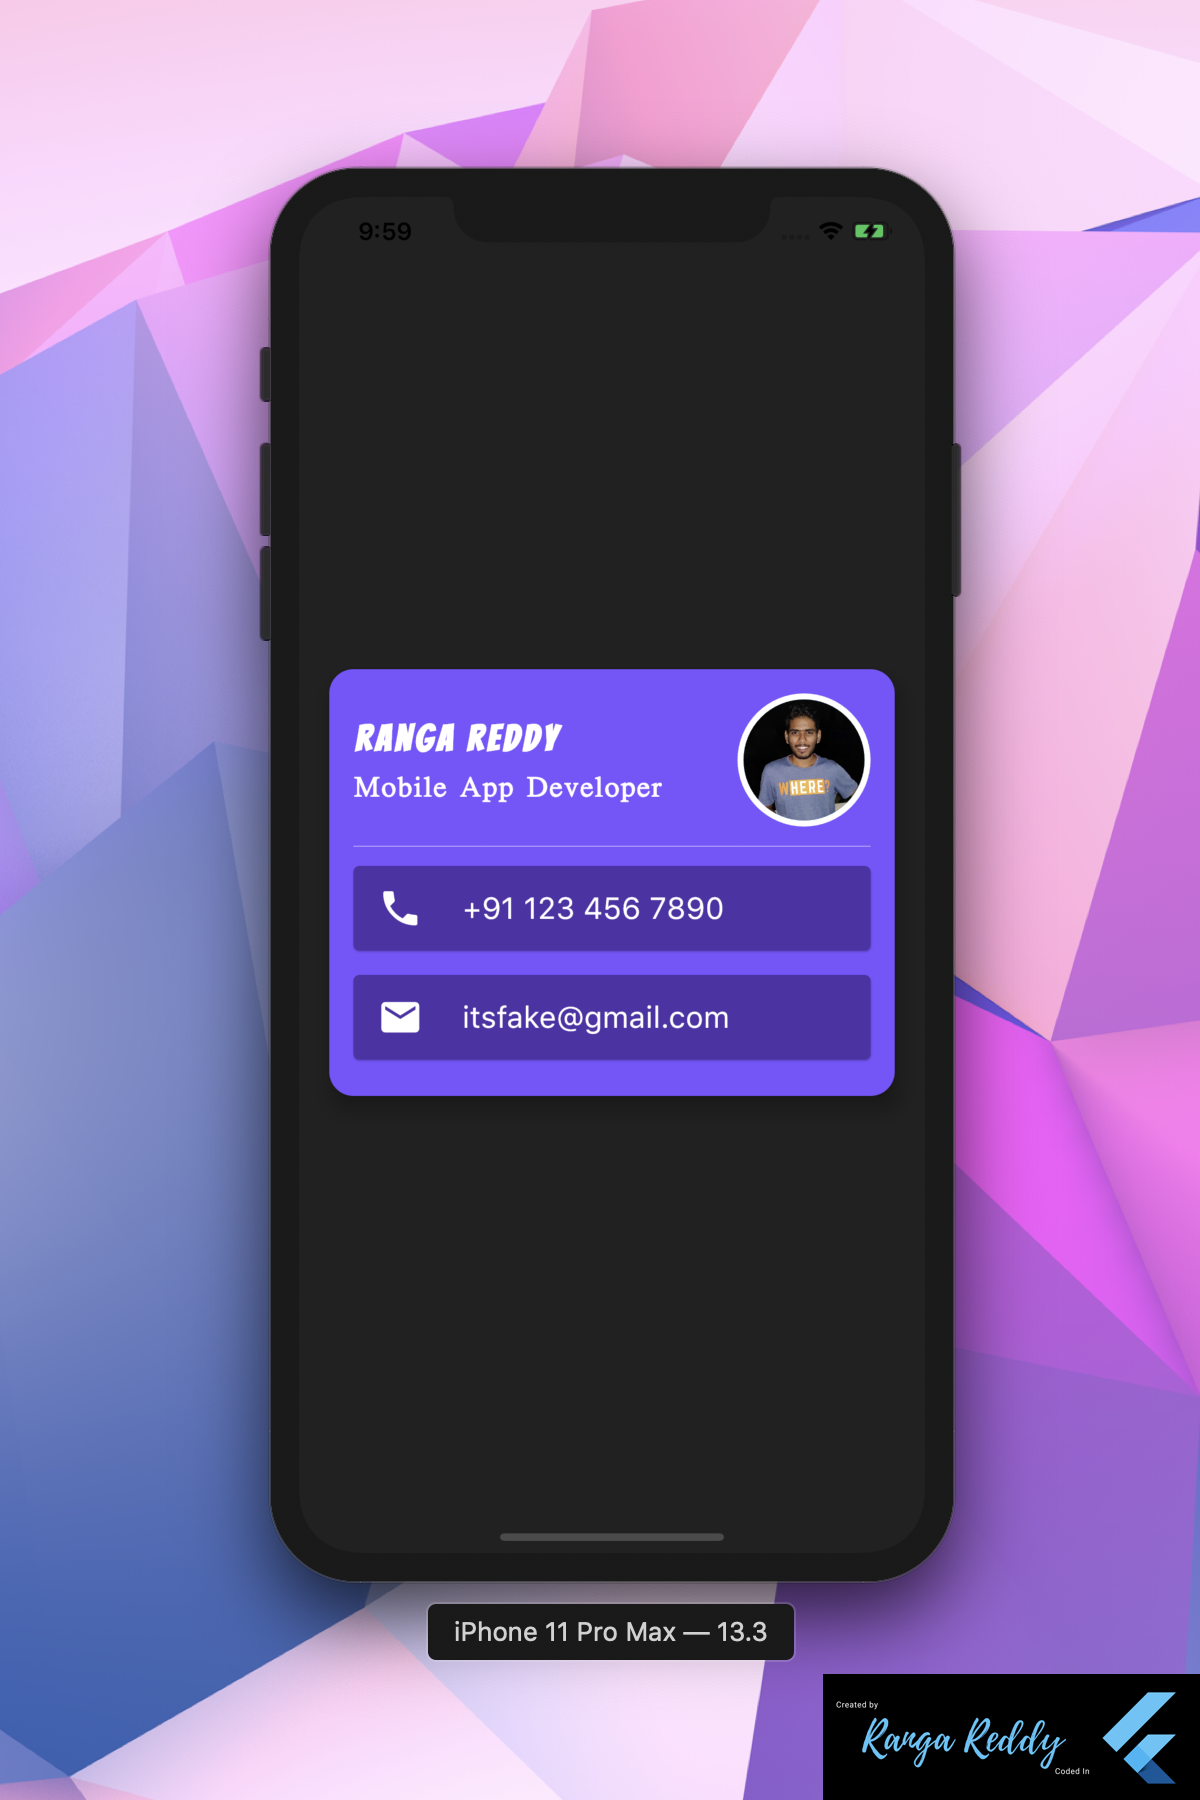 9:59
RANGA REDDY
Mobile App Developer
WHERE?
+91 123 456 7890
itsfake@gmail.com
iPhone 11 Pro Max — 13.3
Created by
Ranga Reddy
Coded In